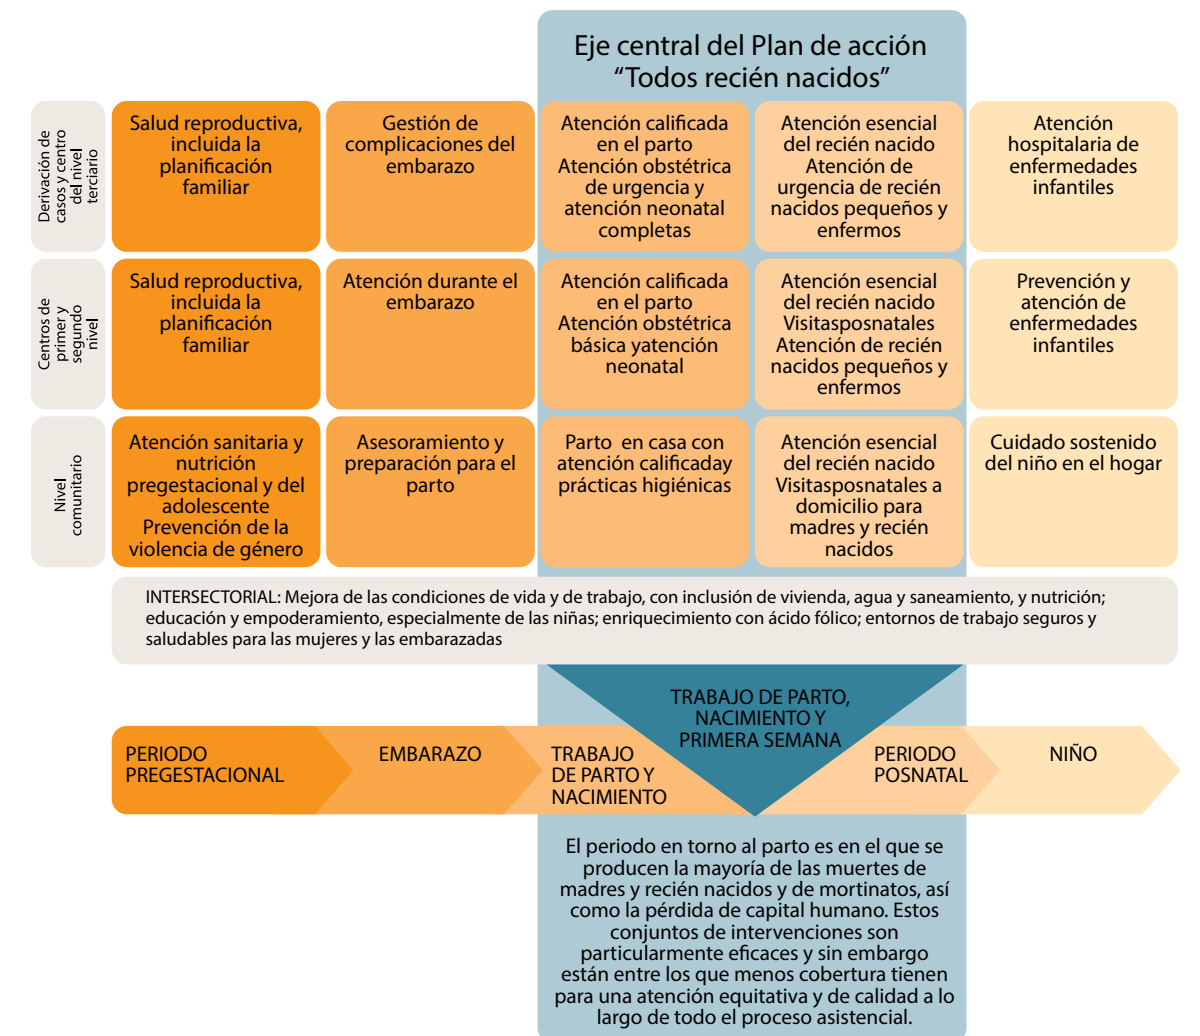 Eje central del Plan de acción
“Todos recién nacidos”
Derivación de
casos y centro
del nivel
terciario
Salud reproductiva,
incluida la
planificación
familiar
Gestión de
complicaciones del
embarazo
Atención calificada
en el parto
Atención obstétrica
de urgencia y
atención neonatal
completas
Atención esencial
del recién nacido
Atención de
urgencia de recién
nacidos pequeños y
enfermos
Atención
hospitalaria de
enfermedades
infantiles
Centros de
primer y
segundo
nivel
Salud reproductiva,
incluida la
planificación
familiar
Atención durante el
embarazo
Atención calificada
en el parto
Atención obstétrica
básica yatención
neonatal
Atención esencial
del recién nacido
Visitasposnatales
Atención de recién
nacidos pequeños y
enfermos
Prevención y
atención de
enfermedades
infantiles
Nivel
comunitario
Atención sanitaria y
nutrición
pregestacional y del
adolescente
Prevención de la
violencia de género
Asesoramiento y
preparación para el
parto
Parto en casa con
atención calificaday
prácticas higiénicas
Atención esencial
del recién nacido
Visitasposnatales a
domicilio para
madres y recién
nacidos
Cuidado sostenido
del niño en el hogar
INTERSECTORIAL: Mejora de las condiciones de vida y de trabajo, con inclusión de vivienda, agua y saneamiento, y nutrición;
educación y empoderamiento, especialmente de las niñas; enriquecimiento con ácido fólico; entornos de trabajo seguros y
saludables para las mujeres y las embarazadas
TRABAJO DE PARTO,
NACIMIENTO Y
PRIMERA SEMANA
PERIODO
PREGESTACIONAL
EMBARAZO
TRABAJO
DE PARTO Y
NACIMIENTO
PERIODO
POSNATAL
NIÑO
El periodo en torno al parto es en el que se
producen la mayoría de las muertes de
madres y recién nacidos y de mortinatos, así
como la pérdida de capital humano. Estos
conjuntos de intervenciones son
particularmente eficaces y sin embargo
están entre los que menos cobertura tienen
para una atención equitativa y de calidad a lo
largo de todo el proceso asistencial.